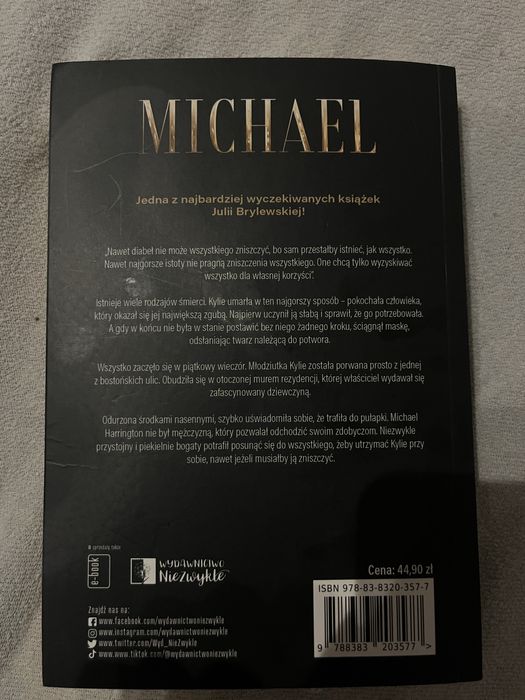 MICHAEL
Jedna z najbardziej wyczekiwanych książek
Julii Brylewskiej!
„Nawet diabeł nie może wszystkiego zniszczyć, bo sam przestałby istnieć, jak wszystko.
Nawet najgorsze istoty nie pragną zniszczenia wszystkiego. One chcą tylko wyzyskiwać
wszystko dla własnej korzyści”.
Istnieje wiele rodzajów śmierci. Kylie umarła w ten najgorszy sposób – pokochała człowieka,
który okazał się jej największą zgubą. Najpierw uczynił ją słabą i sprawił, że go potrzebowała.
A gdy w końcu nie była w stanie postawić bez niego żadnego kroku, ściągnął maskę,
odsłaniając twarz należącą do potwora.
Wszystko zaczęło się w piątkowy wieczór. Młodziutka Kylie została porwana prosto z jednej
z bostońskich ulic. Obudziła się w otoczonej murem rezydencji, której właściciel wydawał się
zafascynowany dziewczyną.
Odurzona środkami nasennymi, szybko uświadomiła sobie, że trafiła do pułapki. Michael
Harrington nie był mężczyzną, który pozwalał odchodzić swoim zdobyczom. Niezwykle
przystojny i piekielnie bogaty potrafił posunąć się do wszystkiego, żeby utrzymać Kylie przy
sobie, nawet jeżeli musiałby ją zniszczyć.
W sprzedaży także
e-book
WYDAWNICTWO
NieZwykłe
Cena: 44,90 zł
ISBN 978-83-8320-357-7
9 788383 203577 >
Znajdź nas na:
www.facebook.com/wydawnictwoniezwykle
www.instagram.com/wydawnictwoniezwykle
www.twitter.com/Wyd_NieZwykle
www.tiktok.com/@wydawnictwoniezwykle